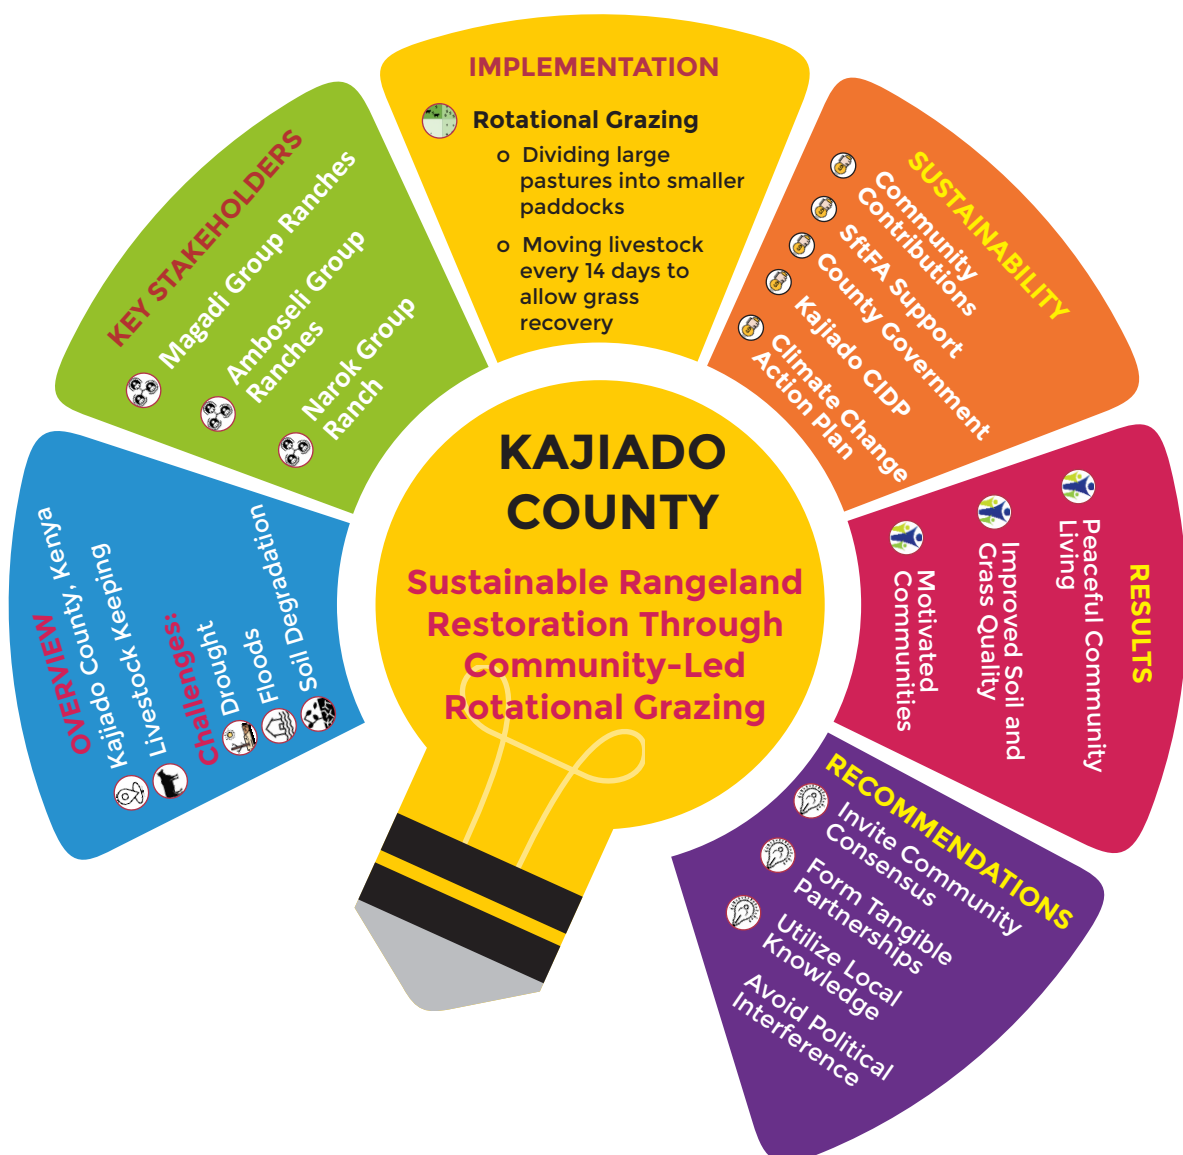 KAJIADO
COUNTY
Sustainable Rangeland
Restoration Through
Community-Led
Rotational Grazing
OVERVIEW
Kajiado County, Kenya
Livestock Keeping
Challenges:
Drought
Floods
Soil Degradation
KEY STAKEHOLDERS
Magadi Group Ranches
Amboseli Group
Ranches
Narok Group
Ranch
IMPLEMENTATION
Rotational Grazing
o Dividing large
pastures into smaller
paddocks
o Moving livestock
every 14 days to
allow grass
recovery
SUSTAINABILITY
Community
Contributions
SftFA Support
County Government
Kajiado CIDP
Climate Change
Action Plan
RESULTS
Peaceful Community
Living
Improved Soil and
Grass Quality
Motivated
Communities
RECOMMENDATIONS
Invite Community
Consensus
Form Tangible
Partnerships
Utilize Local
Knowledge
Avoid Political
Interference